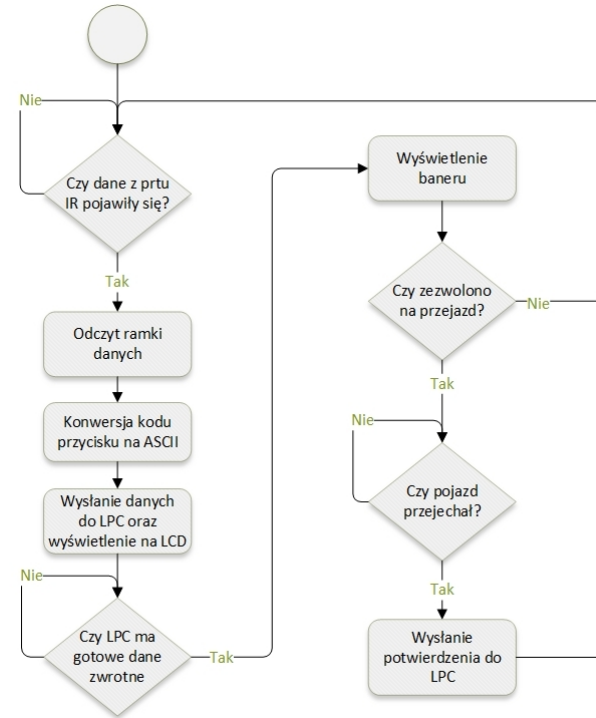 Nie
Czy dane z prtu
IR pojawiły się?
Tak
Odczyt ramki
danych
Konwersja kodu
przycisku na ASCII
Wysłanie danych
do LPC oraz
wyświetlenie na LCD
Nie
Czy LPC ma
gotowe dane
zwrotne
Tak
Wyświetlenie
baneru
Czy zezwolono
na przejazd?
Nie
Tak
Nie
Czy pojazd
przejechał?
Tak
Wysłanie
potwierdzenia do
LPC